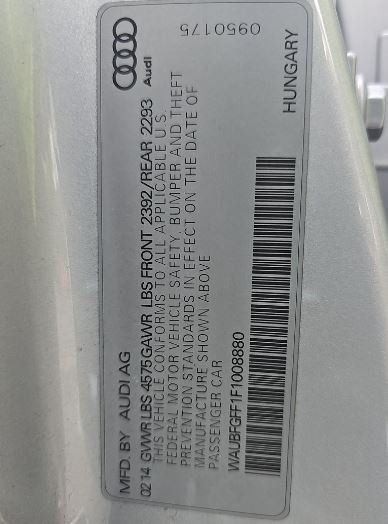 MFD. BY AUDI AG
Audi
0214 GVWR LBS 4575 GAWR LBS FRONT 2392/REAR 2293
THIS VEHICLE CONFORMS TO ALL APPLICABLE U.S.
FEDERAL MOTOR VEHICLE SAFETY, BUMPER AND THEFT
PREVENTION STANDARDS IN EFFECT ON THE DATE OF
MANUFACTURE SHOWN ABOVE
PASSENGER CAR
WAUBFGFF1F1008880
HUNGARY
0950175